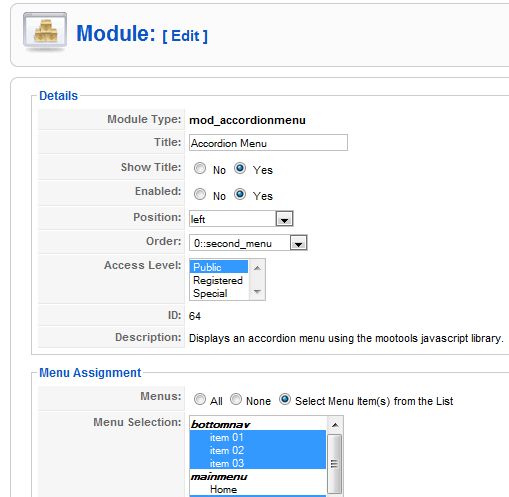 Module: [ Edit ]
Details
Module Type: mod_accordionmenu
Title: Accordion Menu
Show Title: No Yes
Enabled: No Yes
Position: left
Order: 0::second_menu
Access Level: Public
Registered
Special
ID: 64
Description: Displays an accordion menu using the mootools javascript library.
Menu Assignment
Menus: All None Select Menu Item(s) from the List
Menu Selection: bottomnav
item 01
item 02
item 03
mainmenu
Home